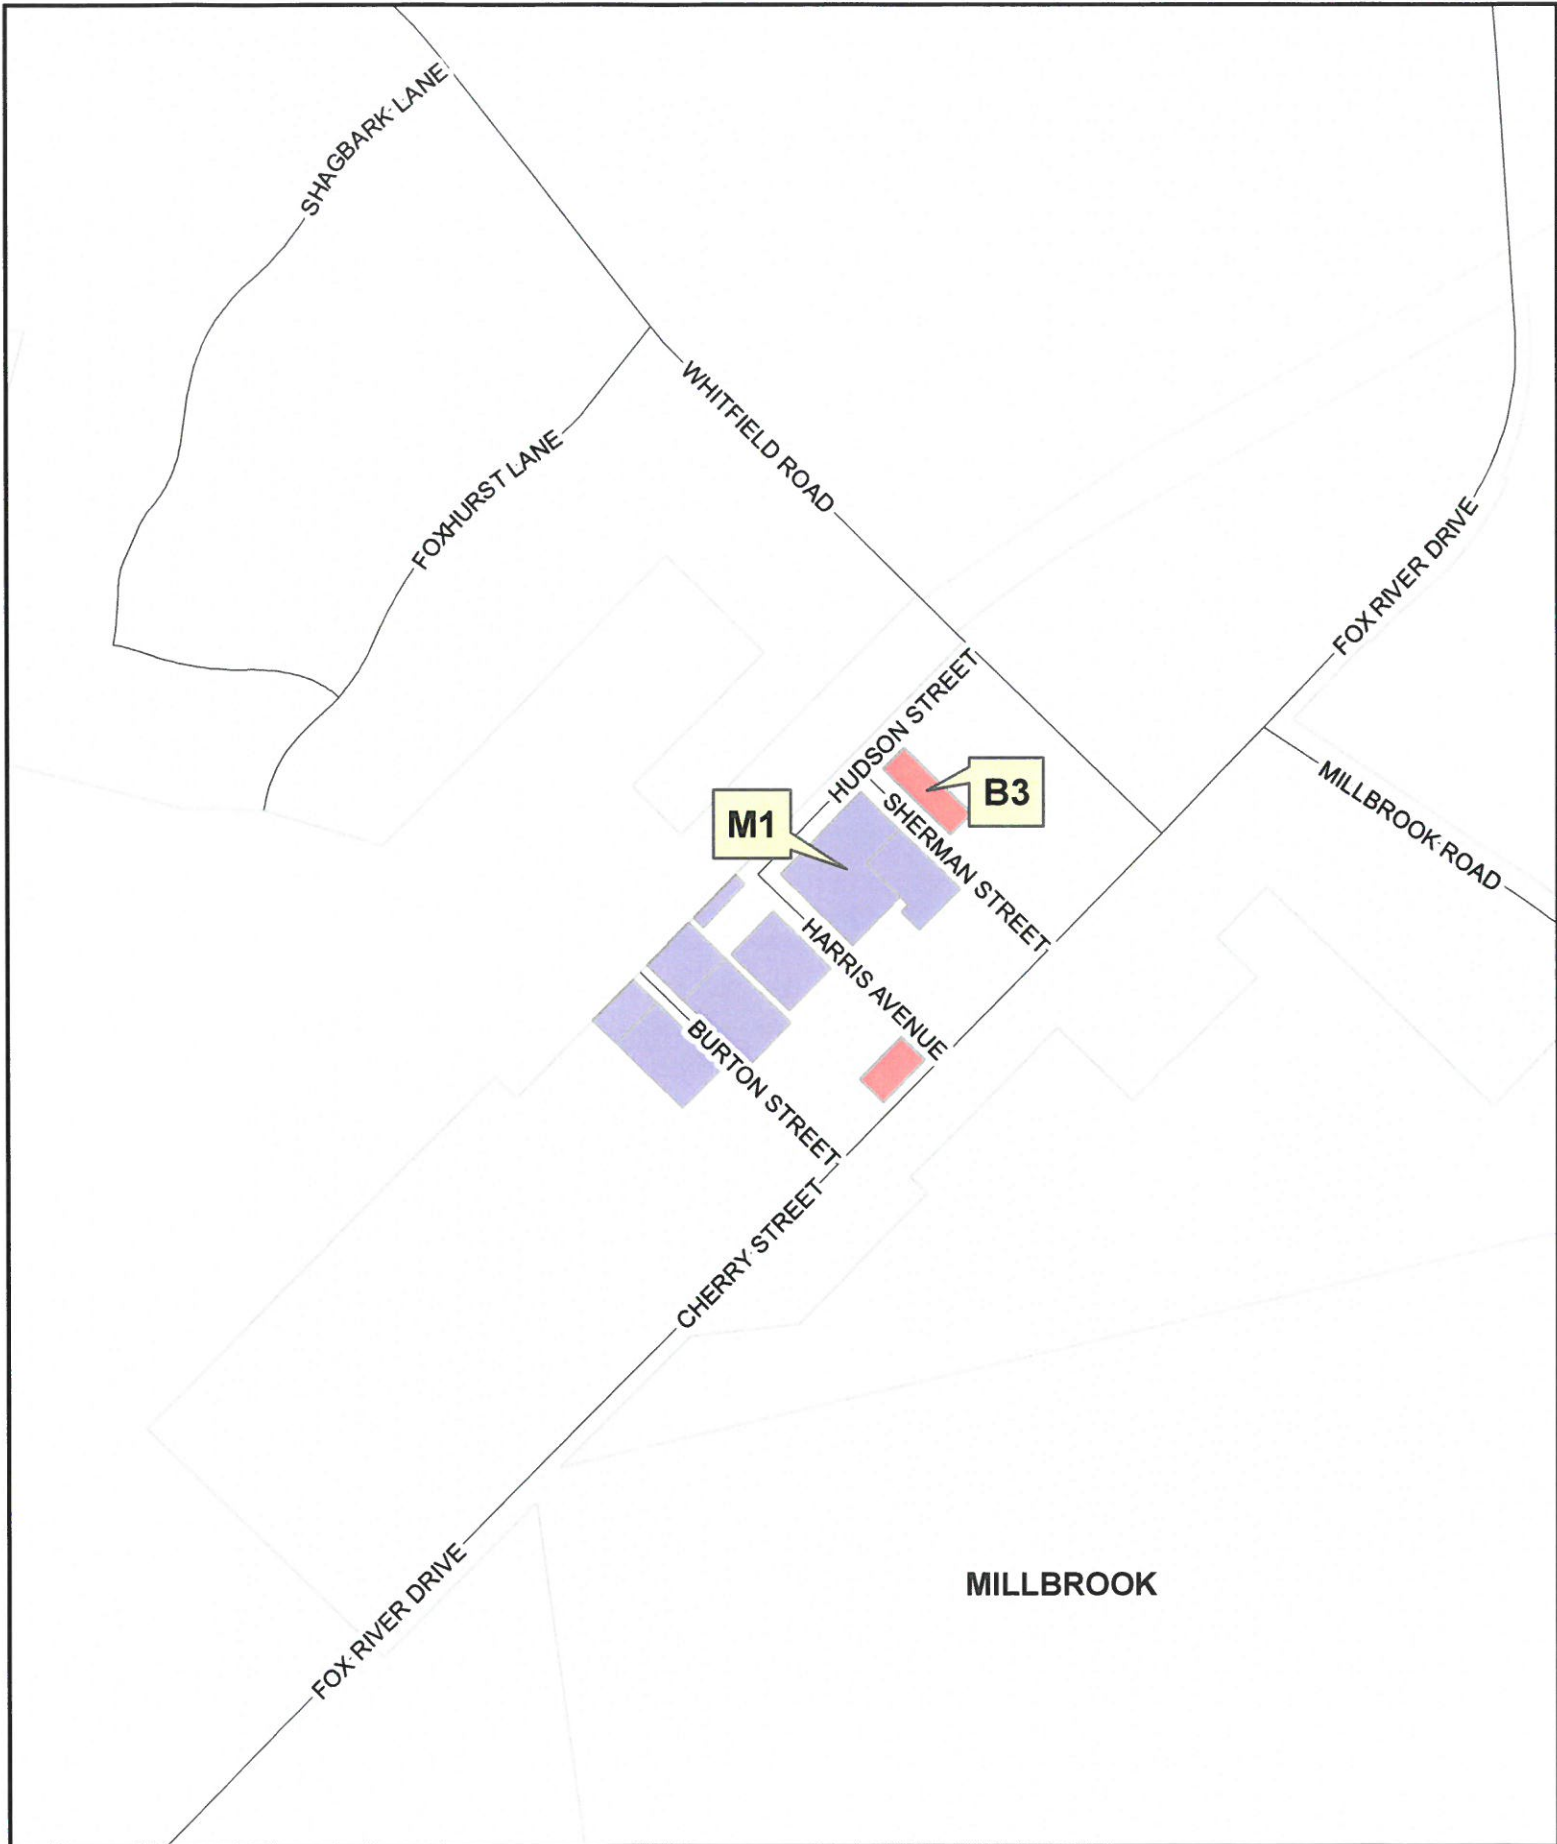 SHAGBARK LANE
WHITFIELD ROAD
FOXHURST LANE
FOX RIVER DRIVE
HUDSON STREET
B3
M1
SHERMAN STREET
MILLBROOK ROAD
HARRIS AVENUE
BURTON STREET
CHERRY STREET
FOX RIVER DRIVE
MILLBROOK